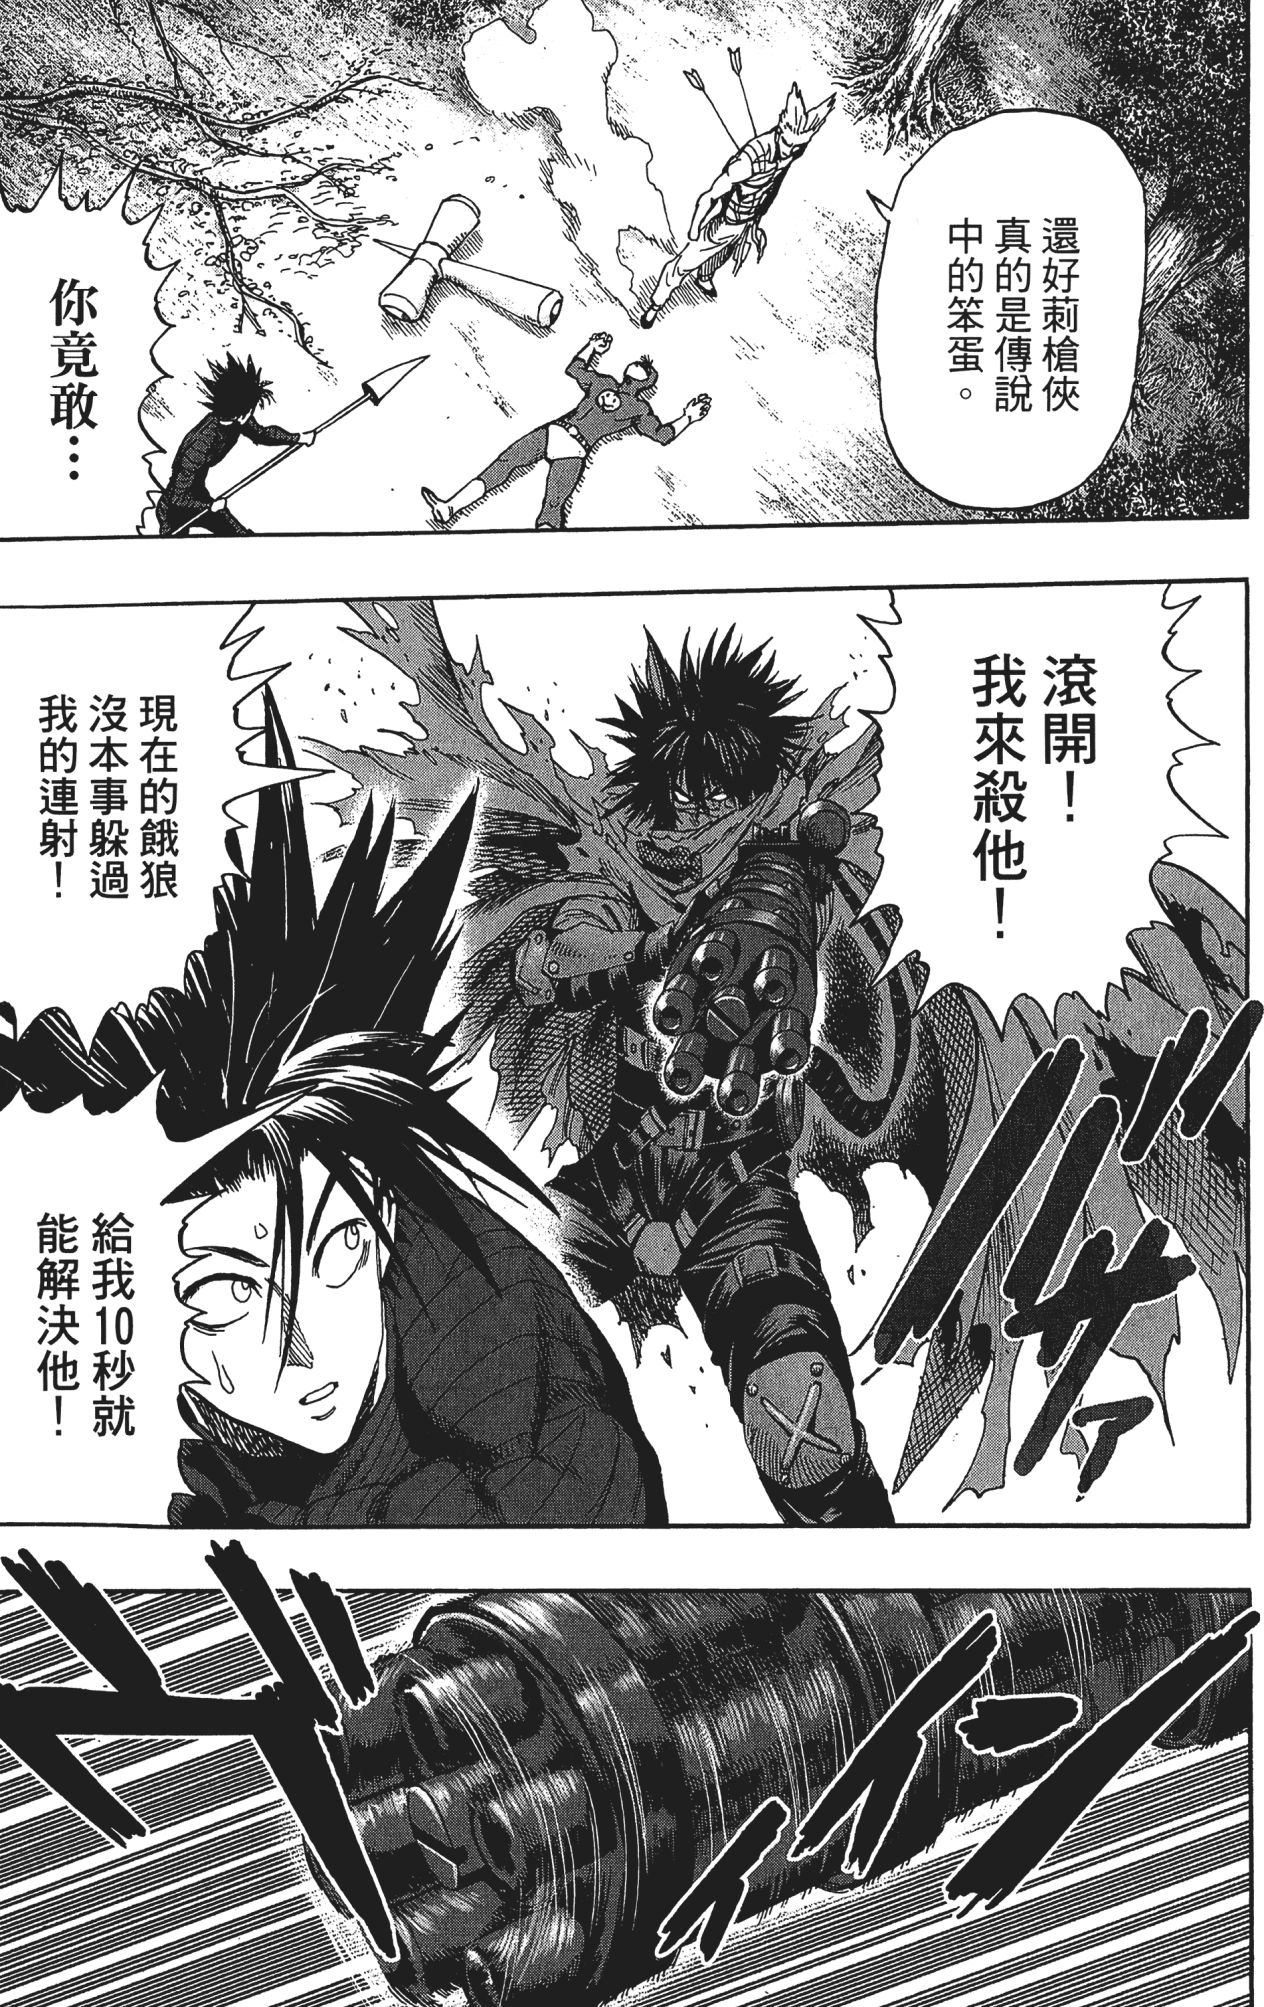 還好莿槍俠
真的是傳說
中的笨蛋。
你竟敢…
滾開！
我來殺他！
現在的餓狼
沒本事躲過
我的連射！
給我10秒就
能解決他！